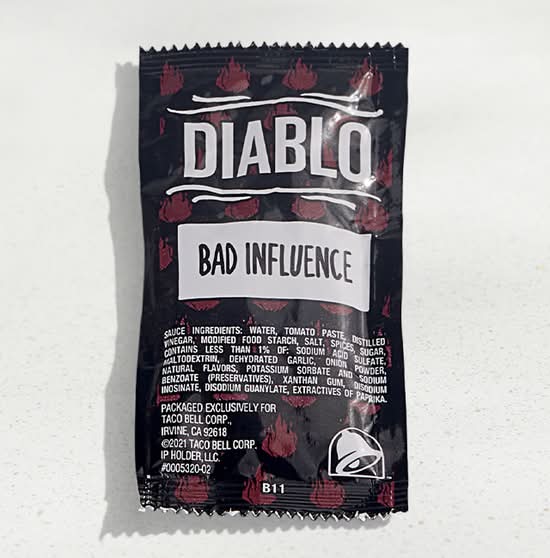 DIABLO
BAD INFLUENCE
SAUCE INGREDIENTS: WATER, TOMATO PASTE, DISTILLED
VINEGAR, MODIFIED FOOD STARCH, SALT, SPICES, SUGAR,
CONTAINS LESS THAN 1% OF: SODIUM ACID SULFATE,
MALTODEXTRIN, DEHYDRATED GARLIC, ONION POWDER,
NATURAL FLAVORS, POTASSIUM SORBATE AND SODIUM
BENZOATE (PRESERVATIVES), XANTHAN GUM, DISODIUM
INOSINATE, DISODIUM GUANYLATE, EXTRACTIVES OF PAPRIKA.
PACKAGED EXCLUSIVELY FOR
TACO BELL CORP.,
IRVINE, CA 92618
©2021 TACO BELL CORP.
IP HOLDER, LLC.
#0005320-02
B11